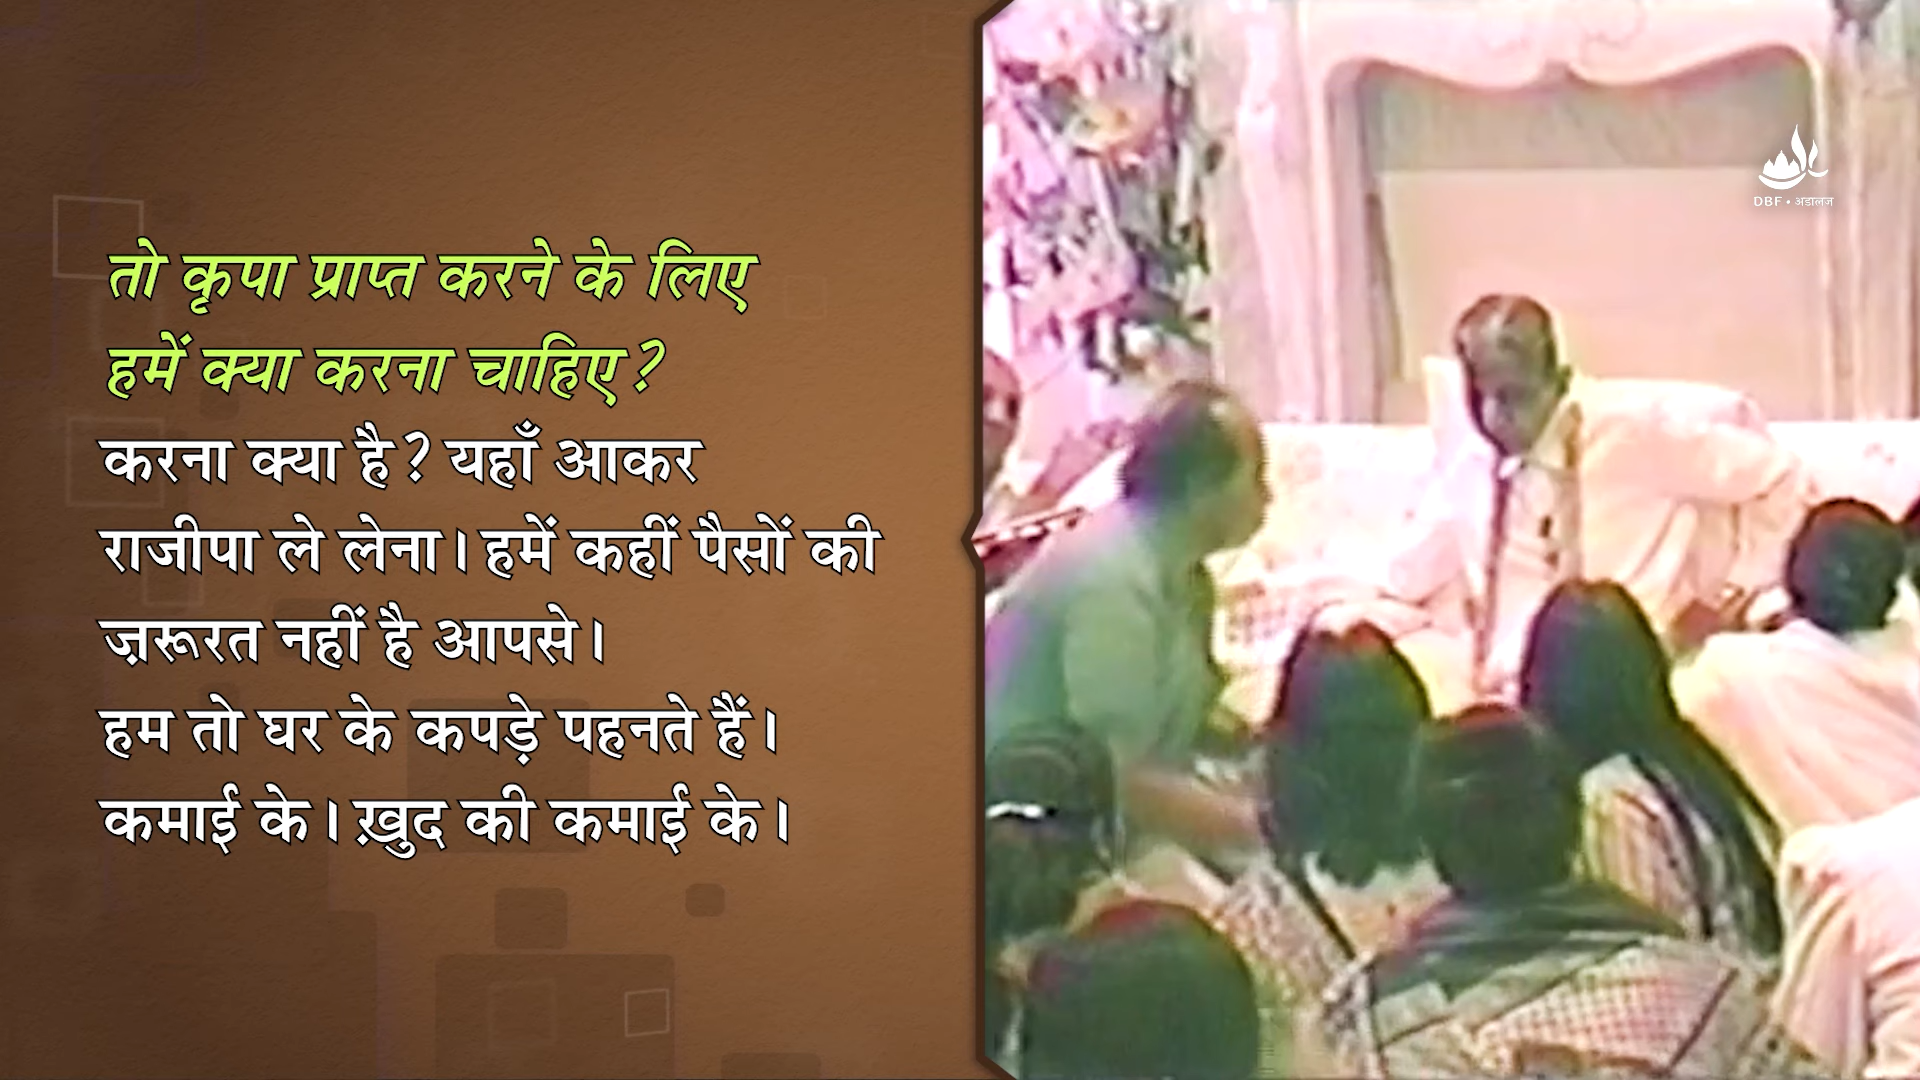 तो कृपा प्राप्त करने के लिए
हमें क्या करना चाहिए?
करना क्या है? यहाँ आकर
राजीपा ले लेना। हमें कहीं पैसों की
ज़रूरत नहीं है आपसे।
हम तो घर के कपड़े पहनते हैं।
कमाई के। ख़ुद की कमाई के।
DBF • अडालज